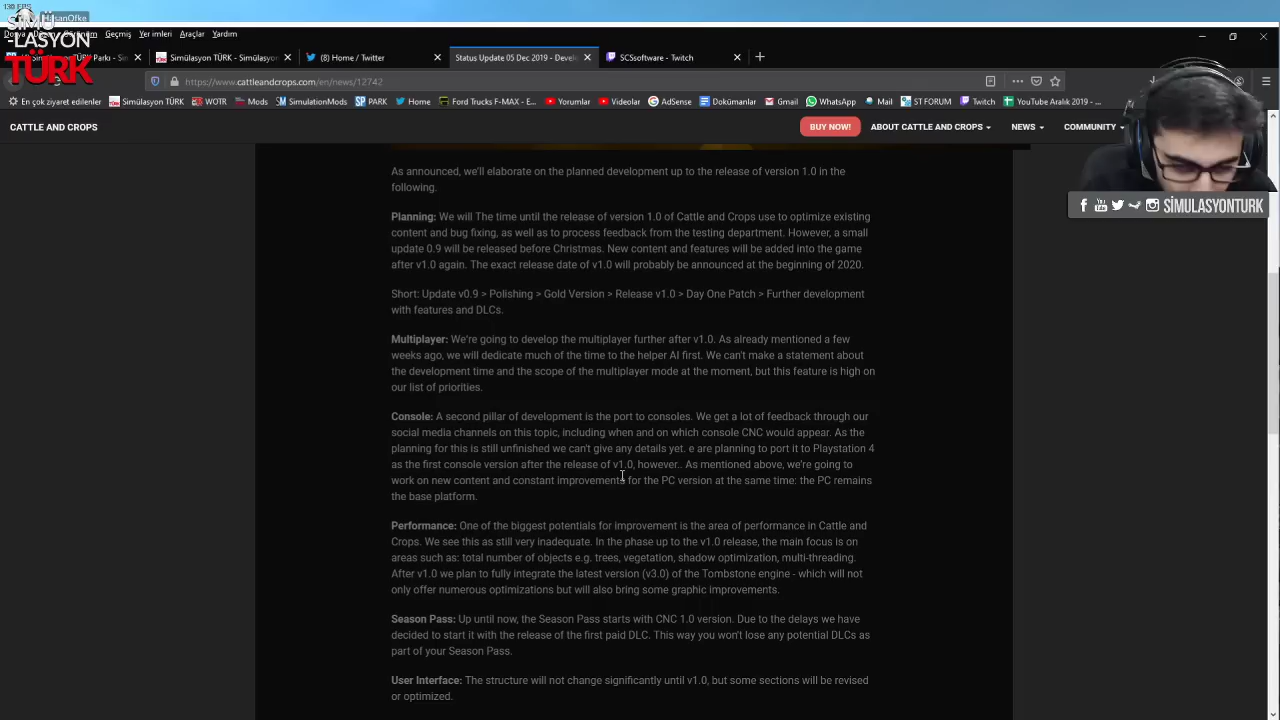 130 FPS
HasanOfke
SİMÜ
-LASYON
TÜRK
Dosya Görünüm Geçmiş Yer imleri Araçlar Yardım
TÜRK Parkı - Sin
Simülasyon TÜRK - Simülasyon
(8) Home / Twitter
Status Update 05 Dec 2019 - Devel
SCSsoftware - Twitch
https://www.cattleandcrops.com/en/news/12742
En çok ziyaret edilenler Simülasyon TÜRK WOTR Mods SimulationMods PARK Home Ford Trucks F-MAX - E... Yorumlar Videolar AdSense Dokümanlar Gmail WhatsApp Mail ST FORUM Twitch YouTube Aralık 2019 - ...
CATTLE AND CROPS
BUY NOW!
ABOUT CATTLE AND CROPS
NEWS
COMMUNITY
SİMULASYONTURK
As announced, we'll elaborate on the planned development up to the release of version 1.0 in the
following.
Planning: We will The time until the release of version 1.0 of Cattle and Crops use to optimize existing
content and bug fixing, as well as to process feedback from the testing department. However, a small
update 0.9 will be released before Christmas. New content and features will be added into the game
after v1.0 again. The exact release date of v1.0 will probably be announced at the beginning of 2020.
Short: Update v0.9 > Polishing > Gold Version > Release v1.0 > Day One Patch > Further development
with features and DLCs.
Multiplayer: We're going to develop the multiplayer further after v1.0. As already mentioned a few
weeks ago, we will dedicate much of the time to the helper AI first. We can't make a statement about
the development time and the scope of the multiplayer mode at the moment, but this feature is high on
our list of priorities.
Console: A second pillar of development is the port to consoles. We get a lot of feedback through our
social media channels on this topic, including when and on which console CNC would appear. As the
planning for this is still unfinished we can't give any details yet. e are planning to port it to Playstation 4
as the first console version after the release of v1.0, however.. As mentioned above, we're going to
work on new content and constant improvements for the PC version at the same time: the PC remains
the base platform.
Performance: One of the biggest potentials for improvement is the area of performance in Cattle and
Crops. We see this as still very inadequate. In the phase up to the v1.0 release, the main focus is on
areas such as: total number of objects e.g. trees, vegetation, shadow optimization, multi-threading.
After v1.0 we plan to fully integrate the latest version (v3.0) of the Tombstone engine - which will not
only offer numerous optimizations but will also bring some graphic improvements.
Season Pass: Up until now, the Season Pass starts with CNC 1.0 version. Due to the delays we have
decided to start it with the release of the first paid DLC. This way you won't lose any potential DLCs as
part of your Season Pass.
User Interface: The structure will not change significantly until v1.0, but some sections will be revised
or optimized.